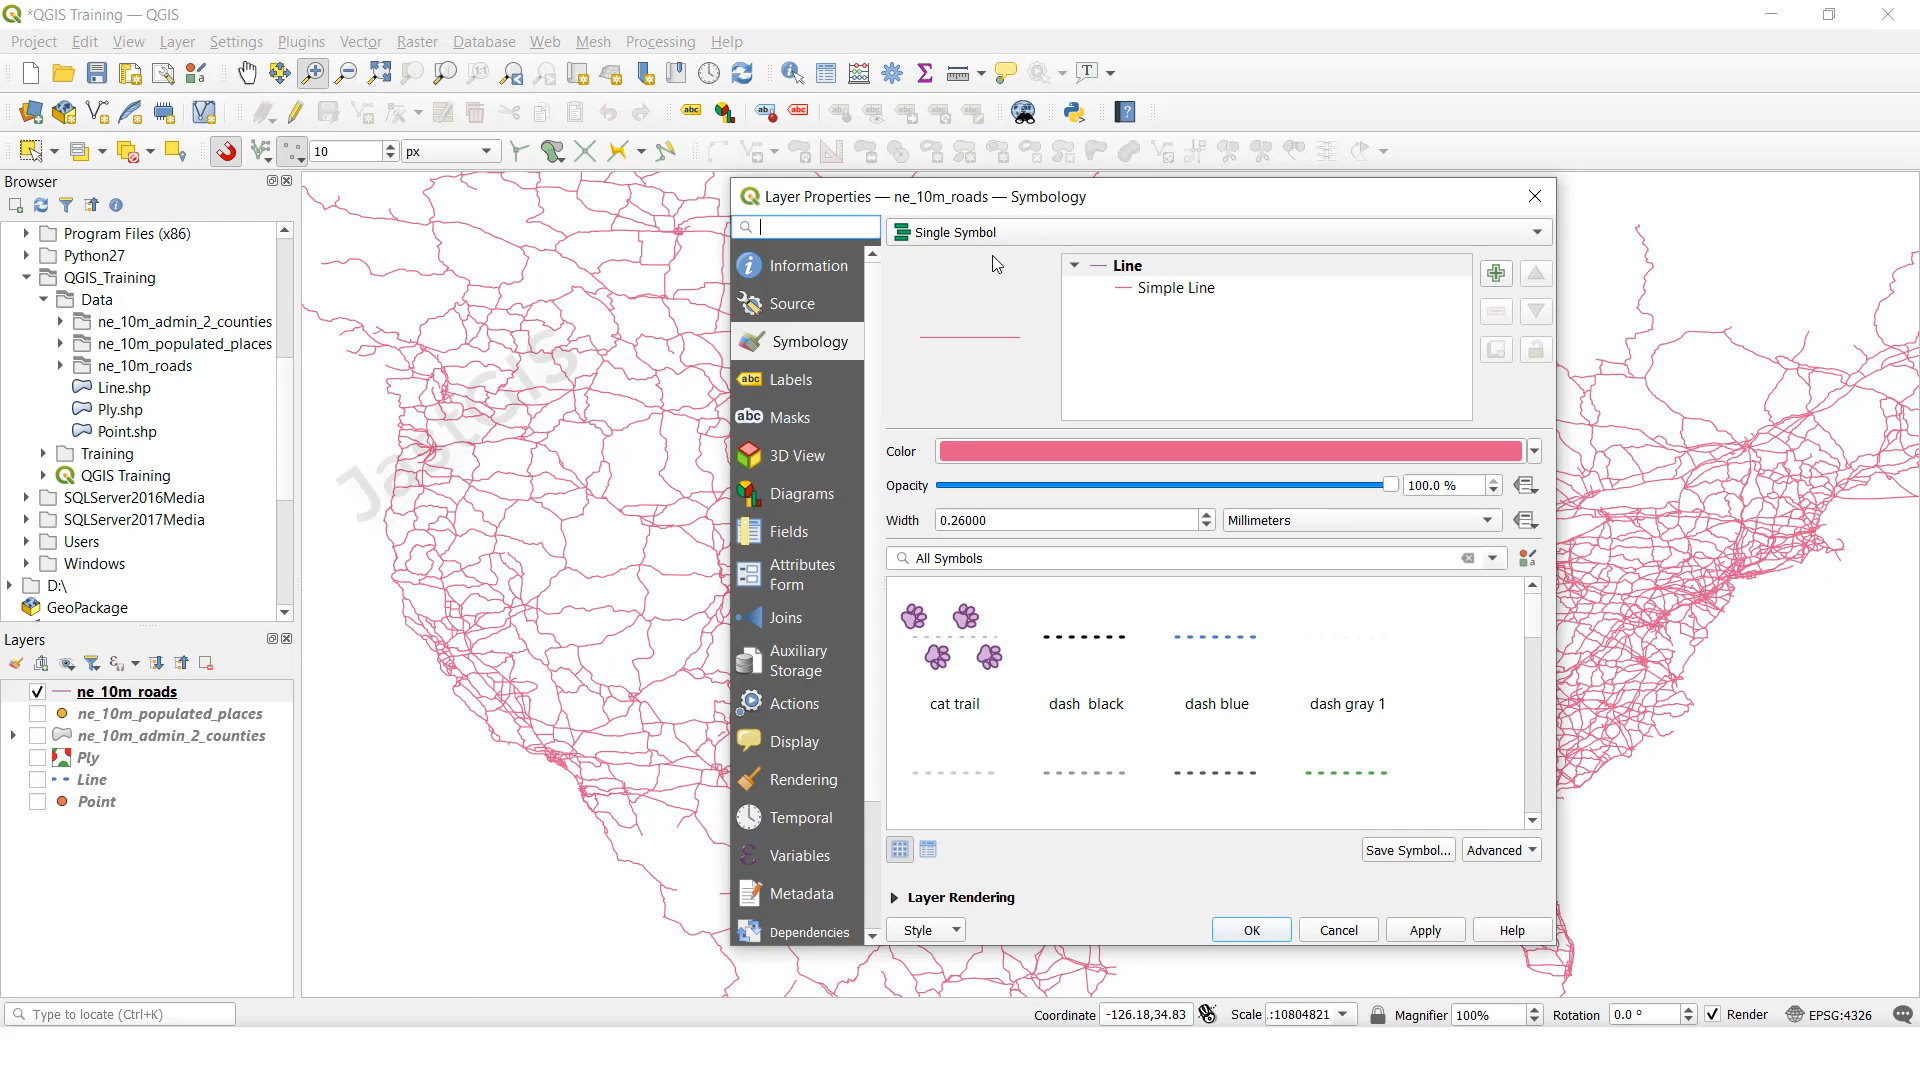 *QGIS Training — QGIS
Project Edit View Layer Settings Plugins Vector Raster Database Web Mesh Processing Help
10 px
Browser
Program Files (x86)
Python27
QGIS_Training
Data
ne_10m_admin_2_counties
ne_10m_populated_places
ne_10m_roads
Line.shp
Ply.shp
Point.shp
Training
QGIS Training
SQLServer2016Media
SQLServer2017Media
Users
Windows
D:\
GeoPackage
Layers
ne_10m_roads
ne_10m_populated_places
ne_10m_admin_2_counties
Ply
Line
Point
Layer Properties — ne_10m_roads — Symbology
Information
Source
Symbology
Labels
Masks
3D View
Diagrams
Fields
Attributes
Form
Joins
Auxiliary
Storage
Actions
Display
Rendering
Temporal
Variables
Metadata
Dependencies
Single Symbol
Line
Simple Line
Color
Opacity 100.0 %
Width 0.26000 Millimeters
All Symbols
cat trail dash black dash blue dash gray 1
Save Symbol... Advanced
Layer Rendering
Style OK Cancel Apply Help
Type to locate (Ctrl+K) Coordinate -126.18,34.83 Scale :10804821 Magnifier 100% Rotation 0.0 ° Render EPSG:4326